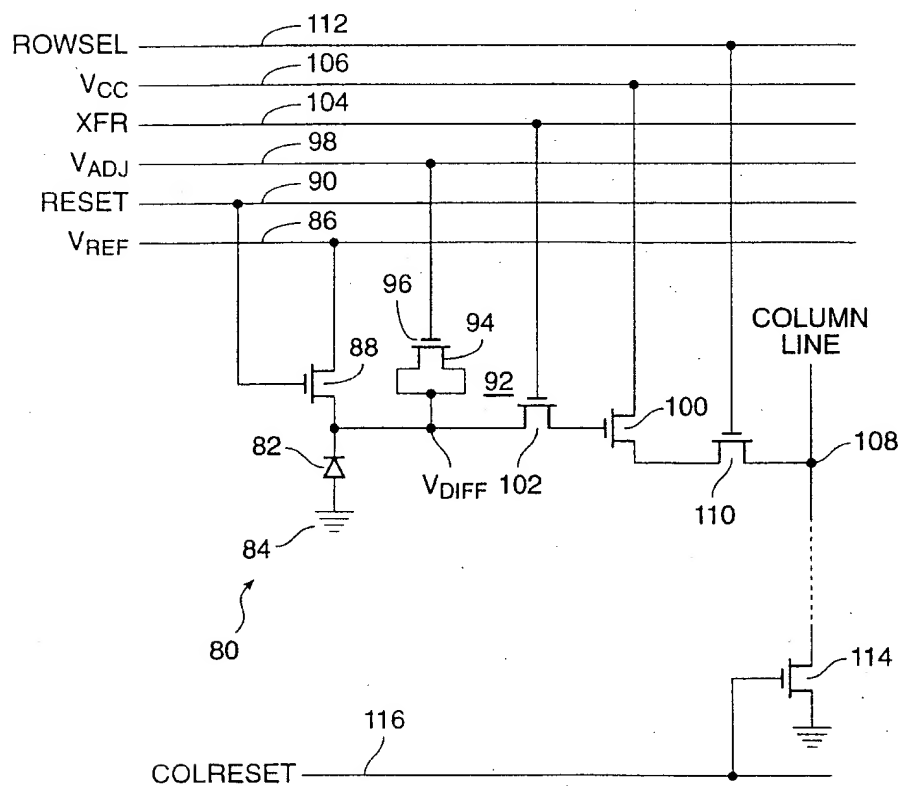 112
ROWSEL
106
VCC
104
XFR
98
VADJ
90
RESET
86
VREF
96
94
COLUMN
LINE
88
92
100
82
VDIFF
102
108
110
84
80
114
116
COLRESET